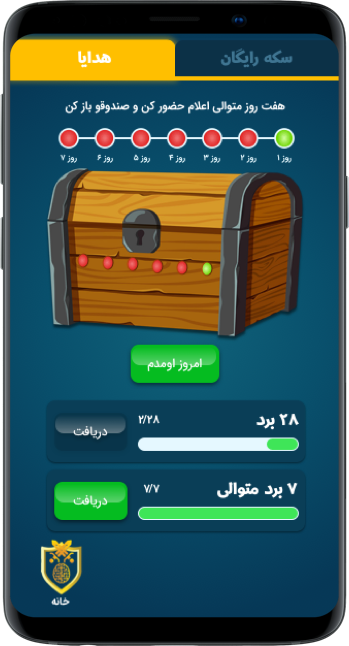 هدایا
سکه رایگان
هفت روز متوالی اعلام حضور کن و صندوقو باز کن
روز ۱ روز ۲ روز ۳ روز ۴ روز ۵ روز ۶ روز ۷
امروز اومدم
۲۸ برد
۲/۲۸
دریافت
۷ برد متوالی
۷/۷
دریافت
خانه